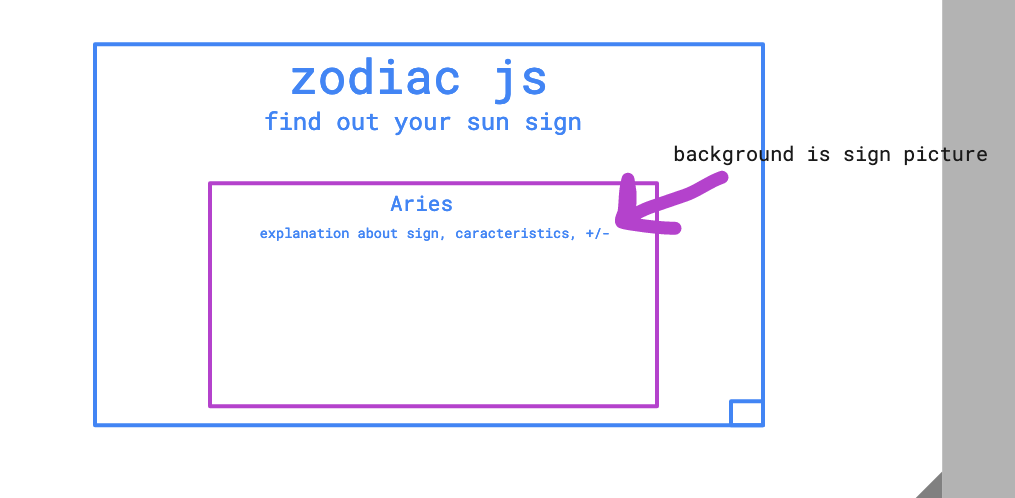 zodiac js
find out your sun sign
background is sign picture
Aries
explanation about sign, caracteristics, +/-